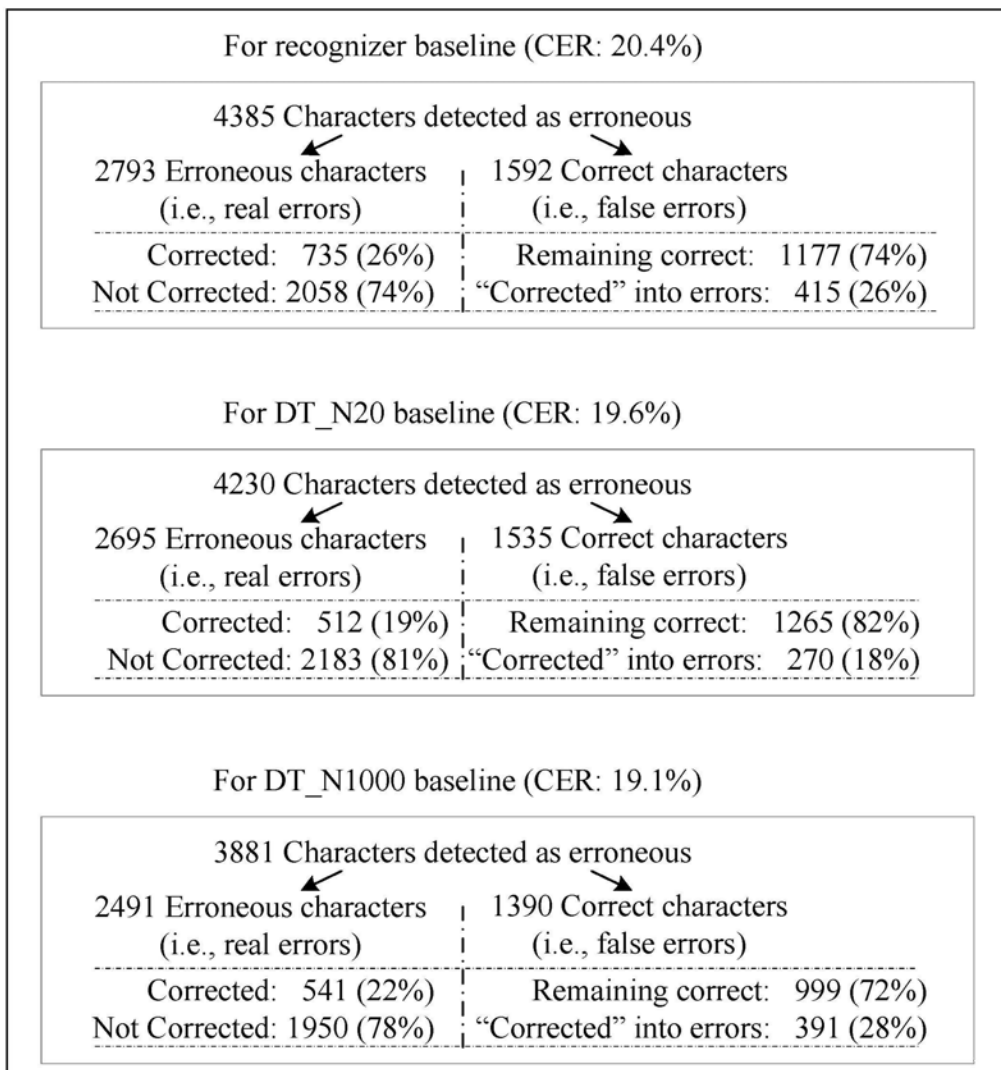 For recognizer baseline (CER: 20.4%)
4385 Characters detected as erroneous
2793 Erroneous characters 1592 Correct characters
(i.e., real errors) (i.e., false errors)
Corrected: 735 (26%) Remaining correct: 1177 (74%)
Not Corrected: 2058 (74%) “Corrected” into errors: 415 (26%)
For DT_N20 baseline (CER: 19.6%)
4230 Characters detected as erroneous
2695 Erroneous characters 1535 Correct characters
(i.e., real errors) (i.e., false errors)
Corrected: 512 (19%) Remaining correct: 1265 (82%)
Not Corrected: 2183 (81%) “Corrected” into errors: 270 (18%)
For DT_N1000 baseline (CER: 19.1%)
3881 Characters detected as erroneous
2491 Erroneous characters 1390 Correct characters
(i.e., real errors) (i.e., false errors)
Corrected: 541 (22%) Remaining correct: 999 (72%)
Not Corrected: 1950 (78%) “Corrected” into errors: 391 (28%)